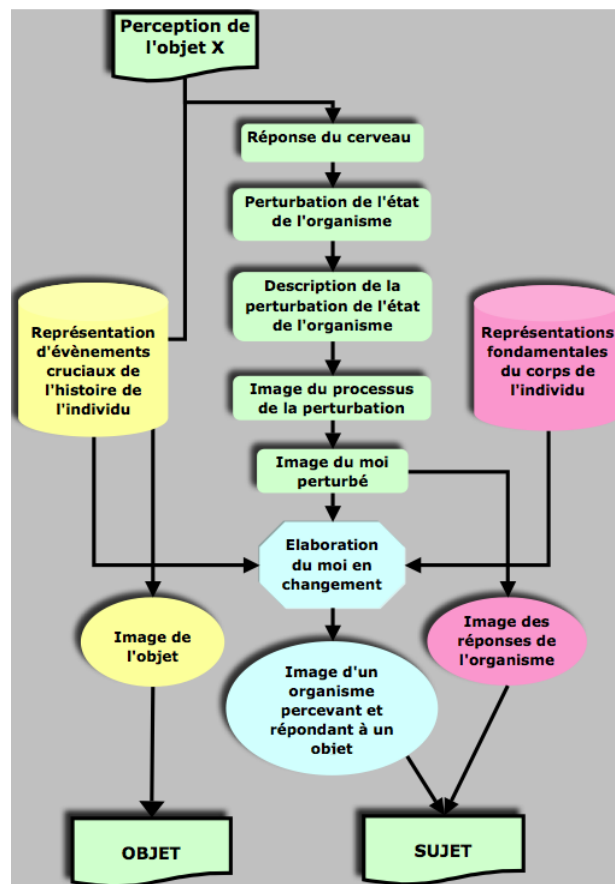 Perception de
l'objet X
Réponse du cerveau
Perturbation de l'état
de l'organisme
Description de la
perturbation de l'état
de l'organisme
Représentation
d'évènements
cruciaux de
l'histoire de
l'individu
Représentations
fondamentales
du corps de
l'individu
Image du processus
de la perturbation
Image du moi
perturbé
Elaboration
du moi en
changement
Image de
l'objet
Image des
réponses de
l'organisme
Image d'un
organisme
percevant et
répondant à un
objet
OBJET
SUJET